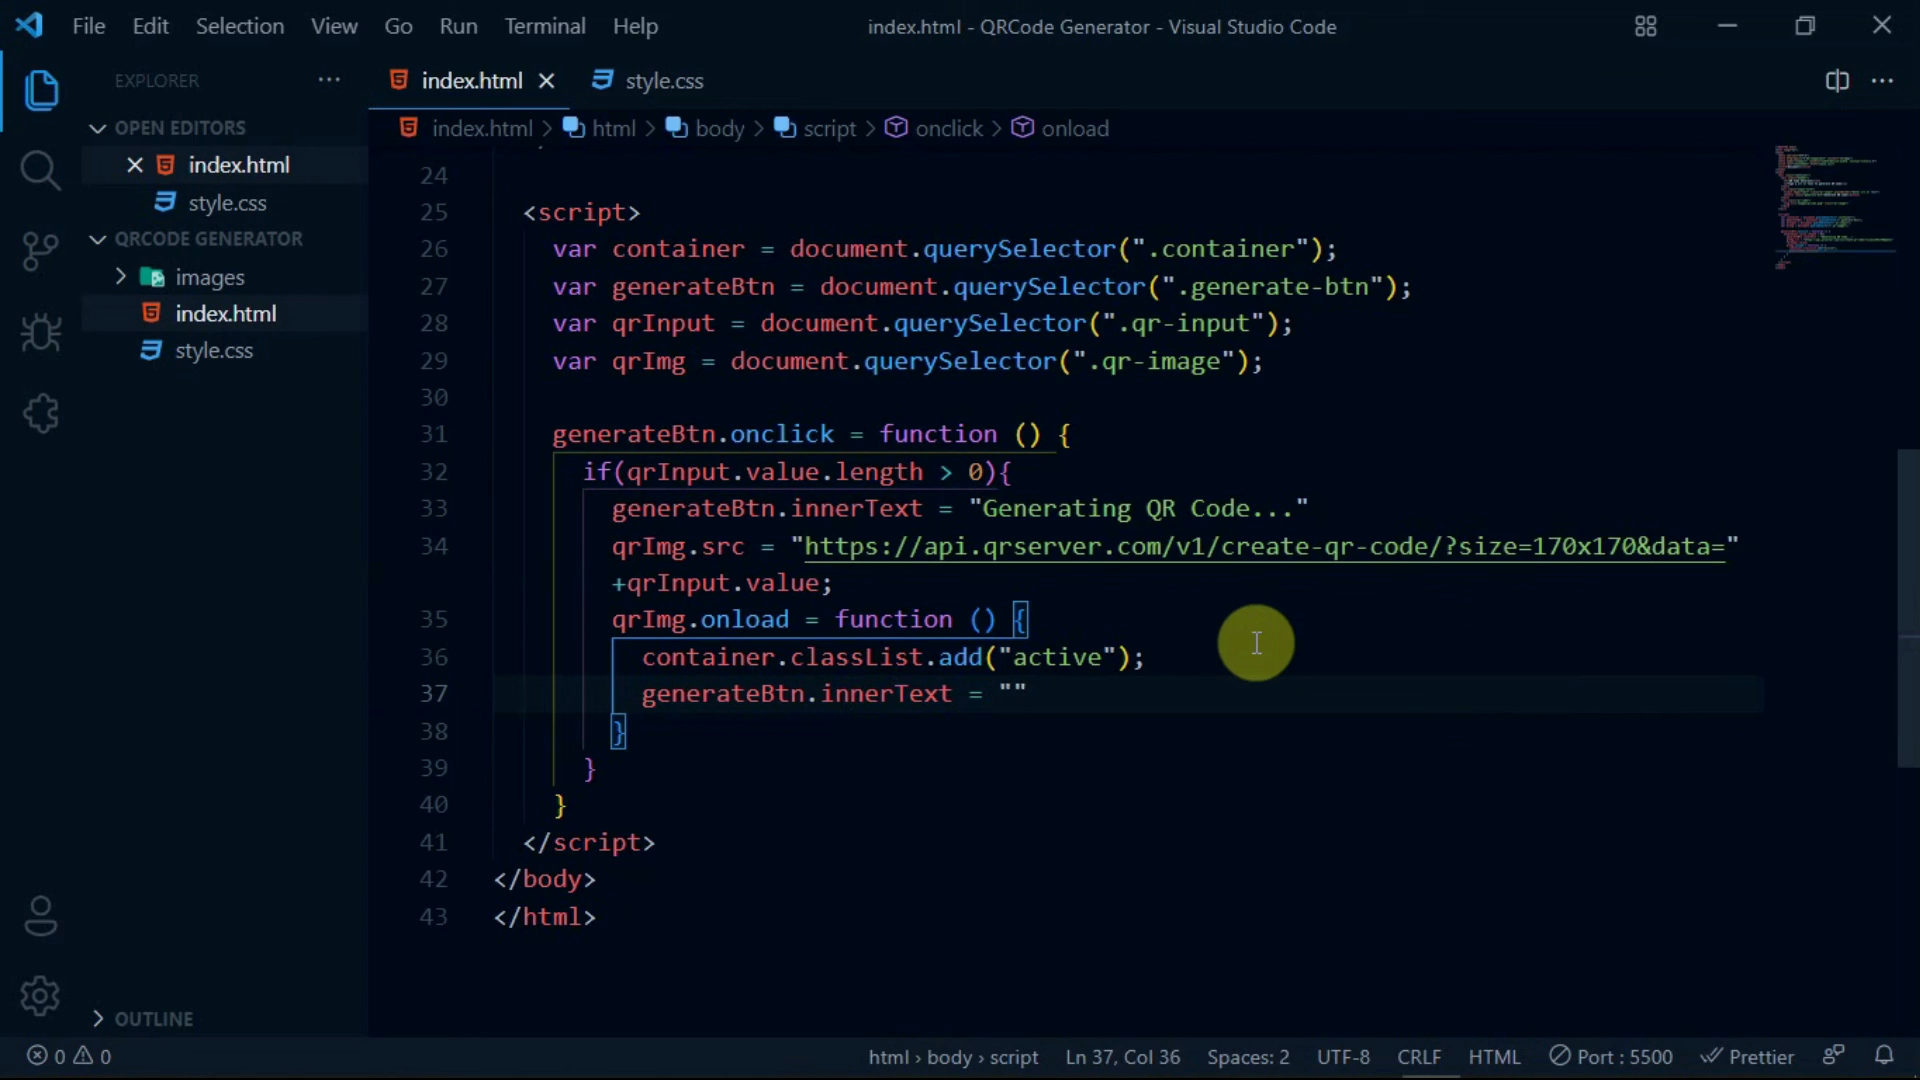 File Edit Selection View Go Run Terminal Help
index.html - QRCode Generator - Visual Studio Code
EXPLORER
index.html
style.css
OPEN EDITORS
index.html
style.css
QRCODE GENERATOR
images
index.html
style.css
OUTLINE
index.html > html > body > script > onclick > onload
24
25 <script>
26 var container = document.querySelector(".container");
27 var generateBtn = document.querySelector(".generate-btn");
28 var qrInput = document.querySelector(".qr-input");
29 var qrImg = document.querySelector(".qr-image");
30
31 generateBtn.onclick = function () {
32 if(qrInput.value.length > 0){
33 generateBtn.innerText = "Generating QR Code..."
34 qrImg.src = "https://api.qrserver.com/v1/create-qr-code/?size=170x170&data="
+qrInput.value;
35 qrImg.onload = function () {
36 container.classList.add("active");
37 generateBtn.innerText = ""
38 }
39 }
40 }
41 </script>
42 </body>
43 </html>
0 0
html › body › script Ln 37, Col 36 Spaces: 2 UTF-8 CRLF HTML Port : 5500 Prettier